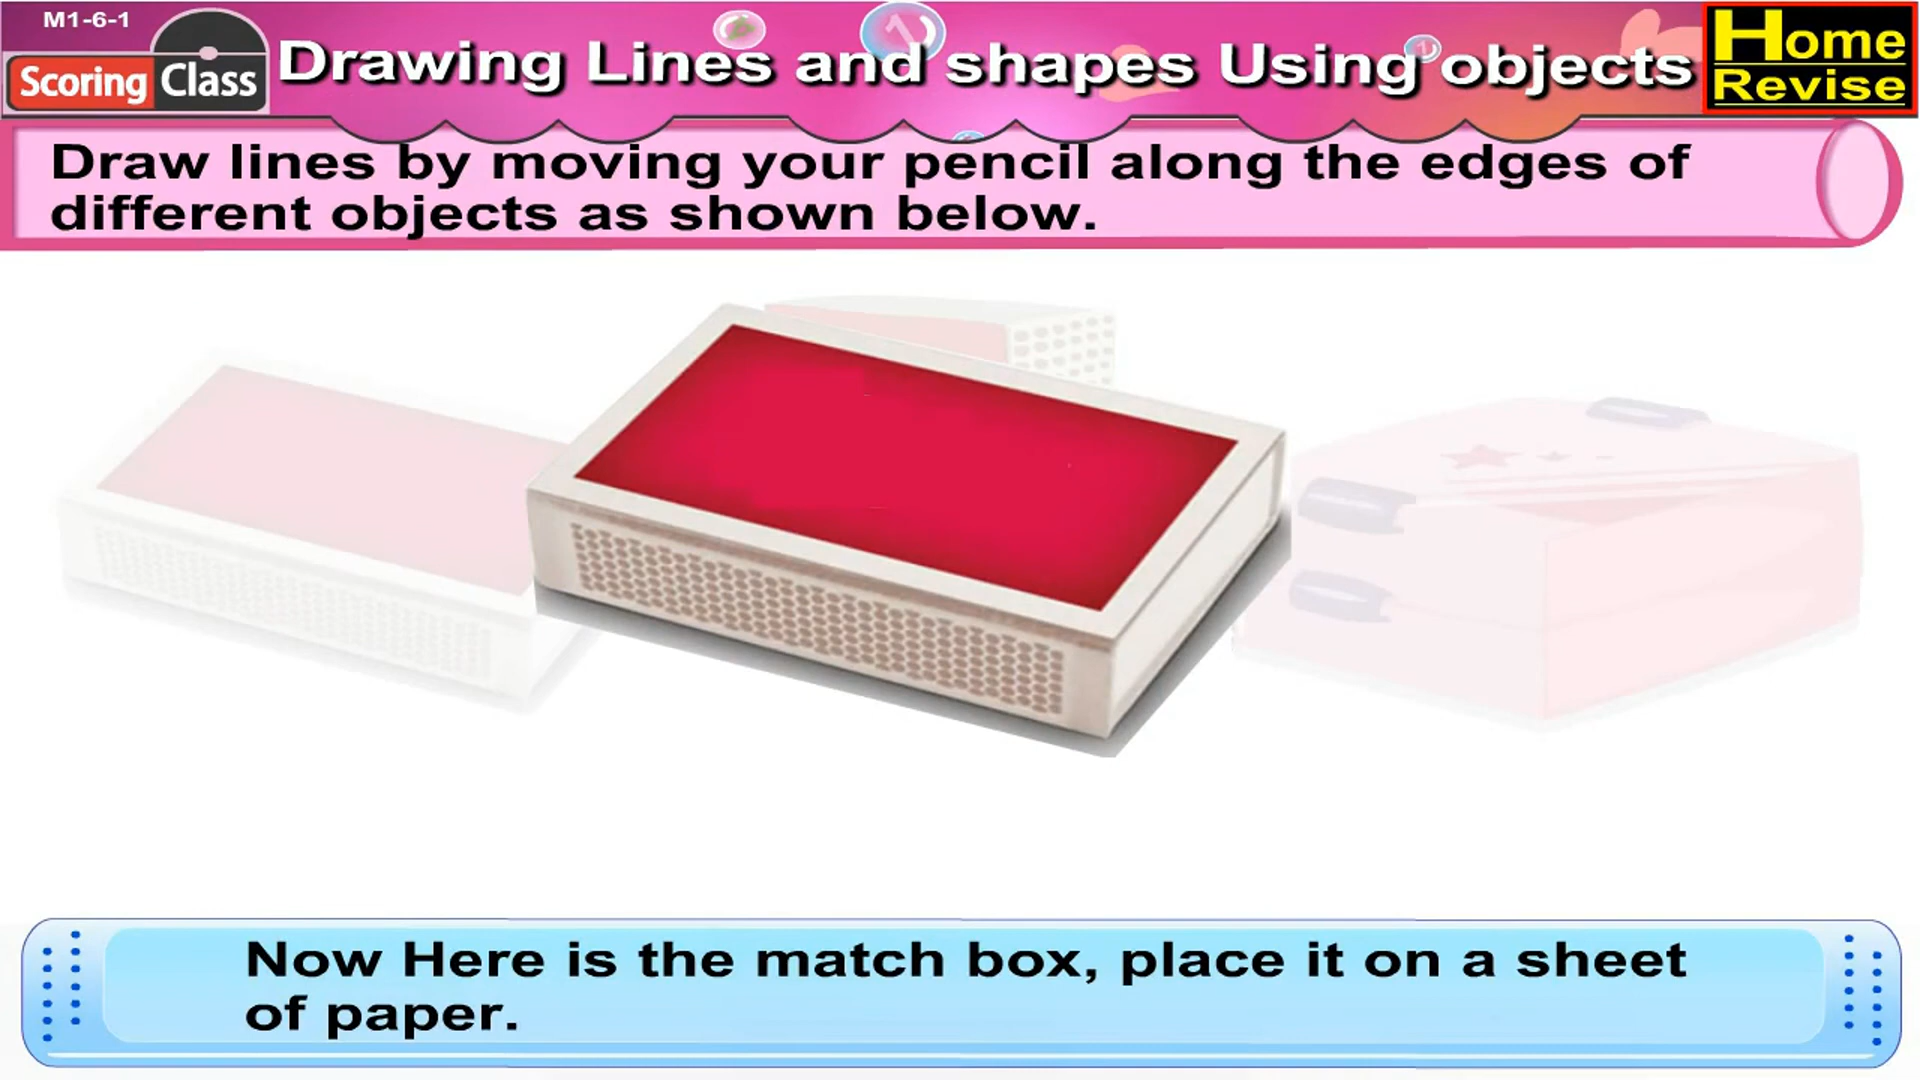 M1-6-1
Scoring Class
Drawing Lines and shapes Using objects
Home
Revise
Draw lines by moving your pencil along the edges of
different objects as shown below.
Now Here is the match box, place it on a sheet
of paper.